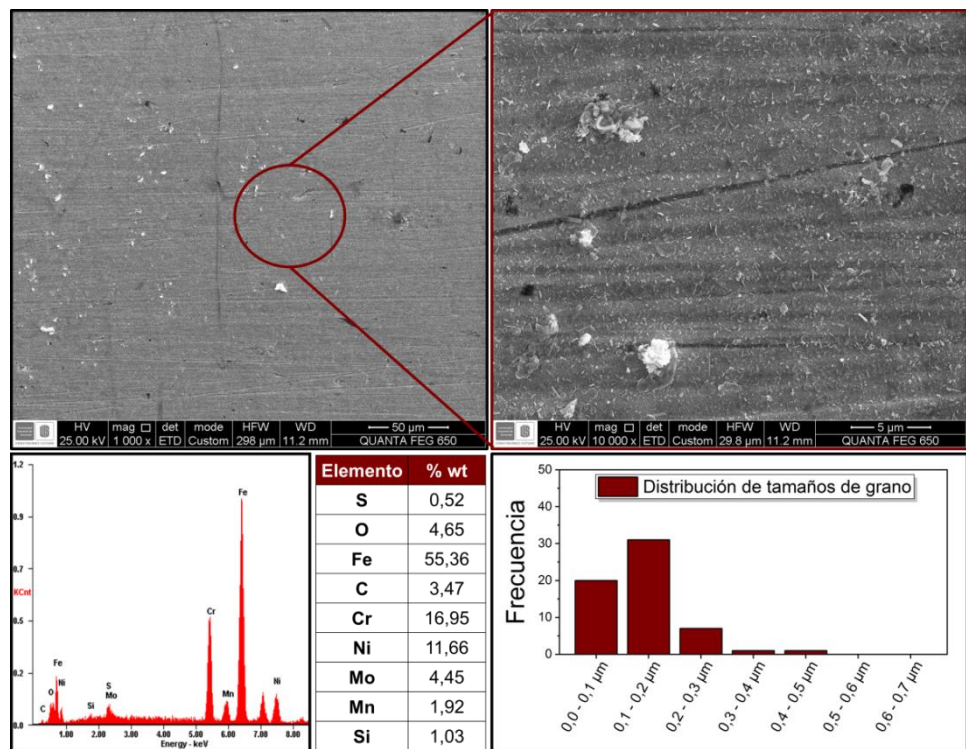 HV mag □ det mode HFW WD 50 µm
25.00 kV 1 000 x ETD Custom 298 µm 11.2 mm QUANTA FEG 650
HV mag □ det mode HFW WD 5 µm
25.00 kV 10 000 x ETD Custom 29.8 µm 11.2 mm QUANTA FEG 650
1.2
0.9
0.7
KCnt
0.5
0.2
0.0
C
O
Fe
Ni
Si
S
Mo
Cr
Mn
Fe
Ni
1.00 2.00 3.00 4.00 5.00 6.00 7.00 8.00
Energy - keV
Elemento % wt
S 0,52
O 4,65
Fe 55,36
C 3,47
Cr 16,95
Ni 11,66
Mo 4,45
Mn 1,92
Si 1,03
Distribución de tamaños de grano
Frecuencia
50
40
30
20
10
0
0,0 - 0,1 µm
0,1 - 0,2 µm
0,2 - 0,3 µm
0,3 - 0,4 µm
0,4 - 0,5 µm
0,5 - 0,6 µm
0,6 - 0,7 µm